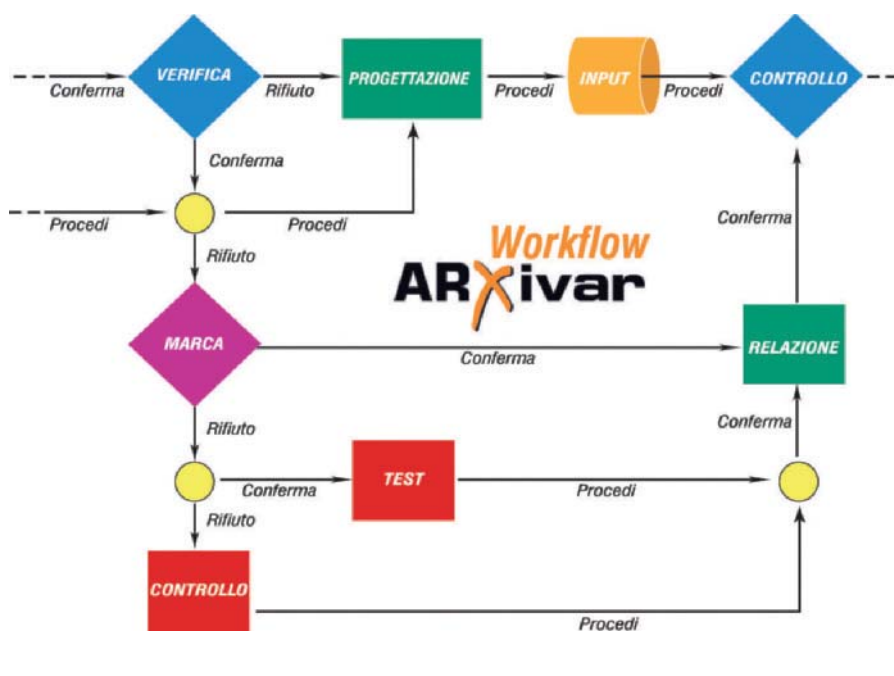 VERIFICA
PROGETTAZIONE
INPUT
CONTROLLO
Conferma
Rifiuto
Procedi
Procedi
Conferma
Procedi
Procedi
Conferma
Rifiuto
Workflow
ARXivar
MARCA
RELAZIONE
Conferma
Rifiuto
Conferma
TEST
Conferma
Procedi
Rifiuto
CONTROLLO
Procedi